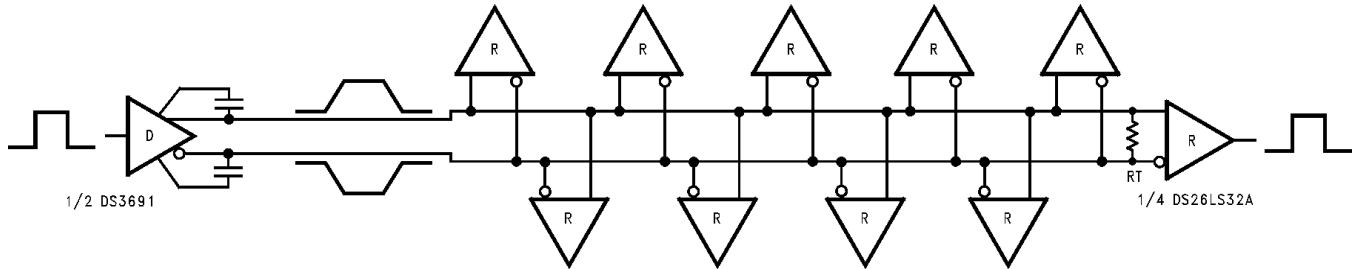 R R R R R
D
R
RT
1/2 DS3691
1/4 DS26LS32A
R R R R